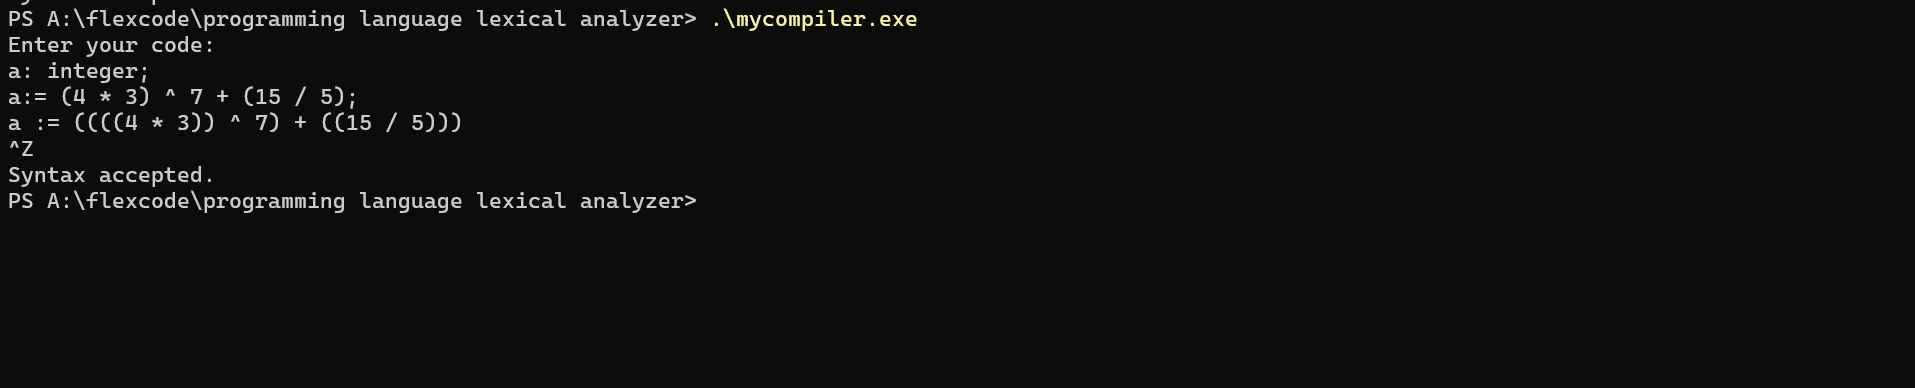 PS A:\flexcode\programming language lexical analyzer> .\mycompiler.exe
Enter your code:
a: integer;
a:= (4 * 3) ^ 7 + (15 / 5);
a := ((((4 * 3)) ^ 7) + ((15 / 5)))
^Z
Syntax accepted.
PS A:\flexcode\programming language lexical analyzer>